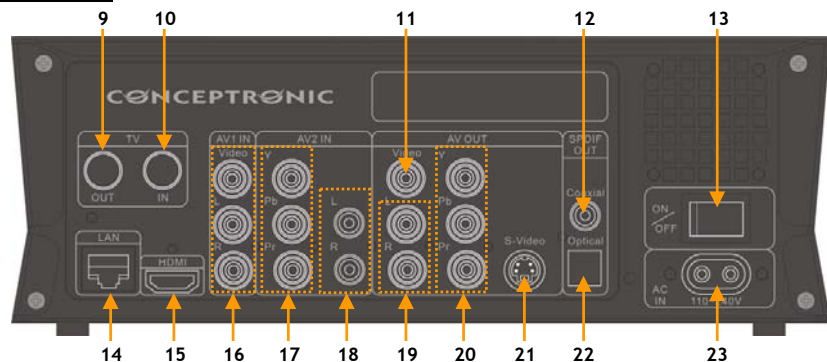 9 10 11 12 13
CONCEPTRONIC
TV AV1 IN AV2 IN AV OUT SPDIF OUT
Video Y Video Y
OUT IN
Coaxial
L Pb L L Pb
ON/OFF
LAN HDMI
R Pr R R Pr
S-Video Optical
AC IN
14 15 16 17 18 19 20 21 22 23